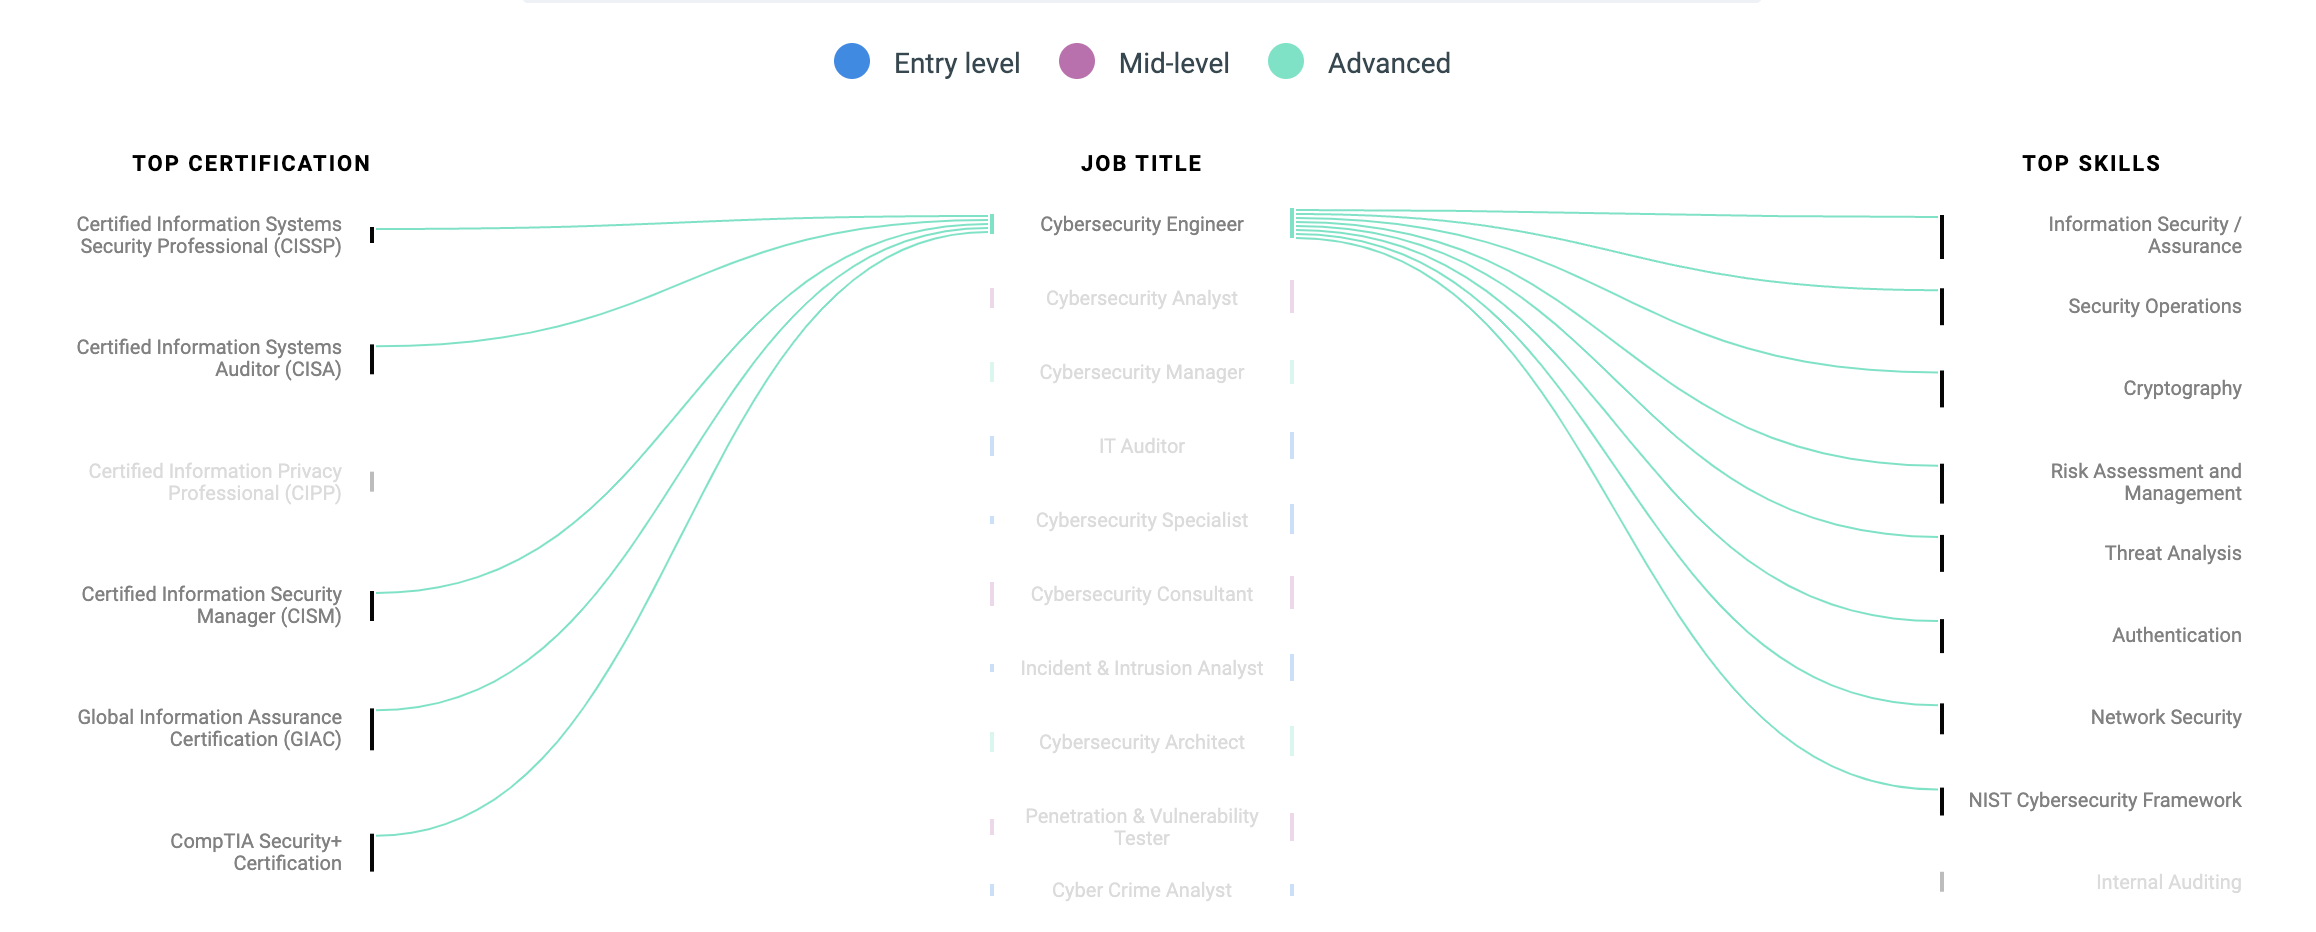 Entry level
Mid-level
Advanced
TOP CERTIFICATION
Certified Information Systems
Security Professional (CISSP)
Certified Information Systems
Auditor (CISA)
Certified Information Privacy
Professional (CIPP)
Certified Information Security
Manager (CISM)
Global Information Assurance
Certification (GIAC)
CompTIA Security+
Certification
JOB TITLE
Cybersecurity Engineer
Cybersecurity Analyst
Cybersecurity Manager
IT Auditor
Cybersecurity Specialist
Cybersecurity Consultant
Incident & Intrusion Analyst
Cybersecurity Architect
Penetration & Vulnerability
Tester
Cyber Crime Analyst
TOP SKILLS
Information Security /
Assurance
Security Operations
Cryptography
Risk Assessment and
Management
Threat Analysis
Authentication
Network Security
NIST Cybersecurity Framework
Internal Auditing